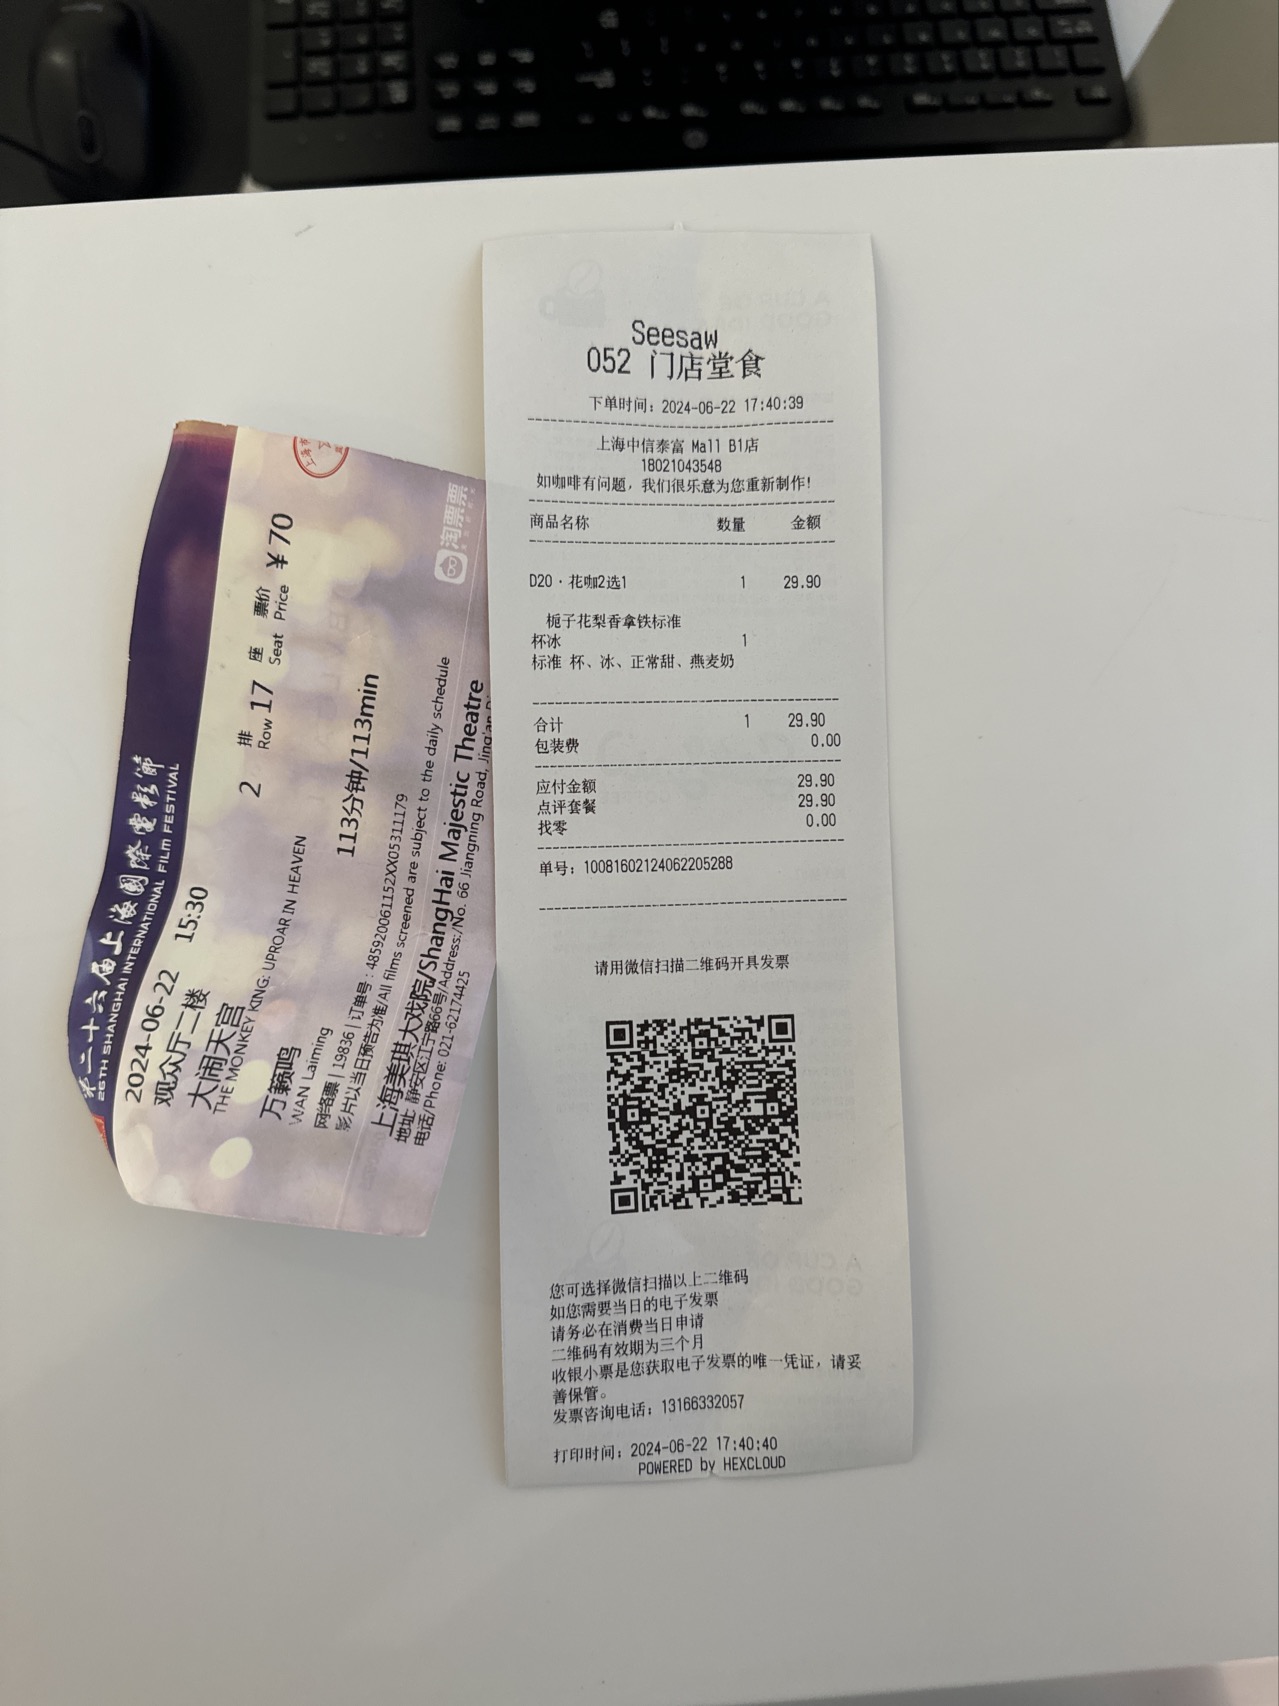 第二十六届上海國際電影節
26TH SHANGHAI INTERNATIONAL FILM FESTIVAL
2024-06-22 15:30
观众厅二楼 2 排 Row 17 座 Seat 票价 Price ¥ 70
大闹天宫
THE MONKEY KING: UPROAR IN HEAVEN
万籁鸣
WAN Laiming 113分钟/113min
网络票 | 19836 | 订单号 : 485920061152XX05311179
影片以当日预告为准/All films screened are subject to the daily schedule
上海美琪大戏院/ShangHai Majestic Theatre
地址: 静安区江宁路66号/Address:/No. 66 Jiangning Road, Jing'an
电话/Phone: 021-62174425
淘票票
Seesaw
052 门店堂食
下单时间: 2024-06-22 17:40:39
上海中信泰富 Mall B1店
18021043548
如咖啡有问题, 我们很乐意为您重新制作!
商品名称 数量 金额
D20·花咖2选1 1 29.90
栀子花梨香拿铁标准
杯冰 1
标准 杯、冰、正常甜、燕麦奶
合计 1 29.90
包装费 0.00
应付金额 29.90
点评套餐 29.90
找零 0.00
单号: 10081602124062205288
请用微信扫描二维码开具发票
您可选择微信扫描以上二维码
如您需要当日的电子发票
请务必在消费当日申请
二维码有效期为三个月
收银小票是您获取电子发票的唯一凭证, 请妥
善保管。
发票咨询电话: 13166332057
打印时间: 2024-06-22 17:40:40
POWERED by HEXCLOUD